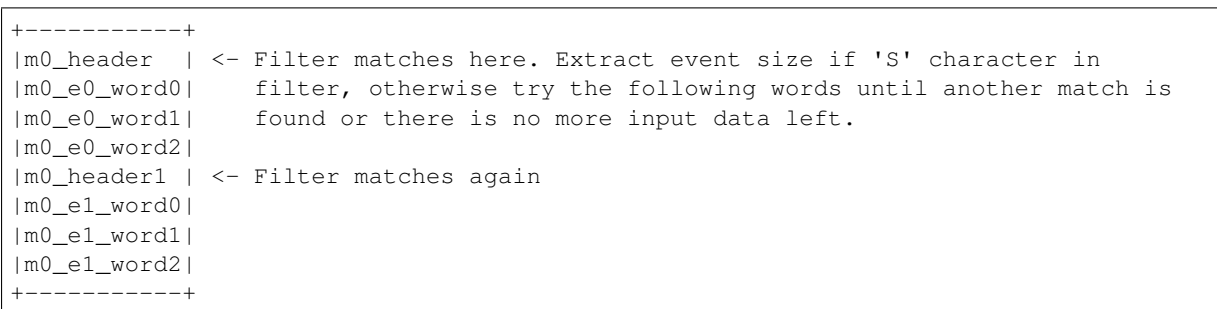 +-----------+
|m0_header  | <- Filter matches here. Extract event size if 'S' character in
|m0_e0_word0|    filter, otherwise try the following words until another match is
|m0_e0_word1|    found or there is no more input data left.
|m0_e0_word2|
|m0_header1 | <- Filter matches again
|m0_e1_word0|
|m0_e1_word1|
|m0_e1_word2|
+-----------+